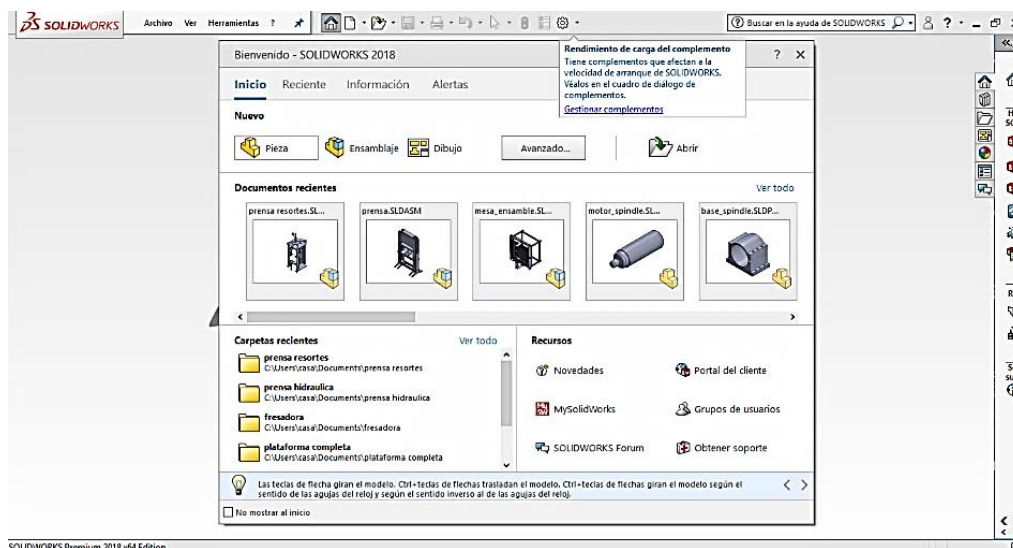 SOLIDWORKS Archivo Ver Herramientas ? Buscar en la ayuda de SOLIDWORKS ?
Rendimiento de carga del complemento
Tiene complementos que afectan a la
velocidad de arranque de SOLIDWORKS.
Véalos en el cuadro de diálogo de
complementos.
Gestionar complementos
Bienvenido - SOLIDWORKS 2018 ? X
Inicio Reciente Información Alertas
Nuevo
Pieza Ensamblaje Dibujo Avanzado... Abrir
Documentos recientes Ver todo
prensa resortes.SL... prensa.SLDASM mesa_ensamble.SL... motor_spindle.SL... base_spindle.SLDP...
Carpetas recientes Ver todo
prensa resortes
C:\Users\casa\Documents\prensa resortes
prensa hidraulica
C:\Users\casa\Documents\prensa hidraulica
fresadora
C:\Users\casa\Documents\fresadora
plataforma completa
C:\Users\casa\Documents\plataforma completa
Recursos
Novedades Portal del cliente
MySolidWorks Grupos de usuarios
SOLIDWORKS Forum Obtener soporte
Las teclas de flecha giran el modelo. Ctrl+teclas de flechas trasladan el modelo. Ctrl+teclas de flechas giran el modelo según el
sentido de las agujas del reloj y según el sentido inverso al de las agujas del reloj.
No mostrar al inicio
SOLIDWORKS Premium 2018 x64 Edition